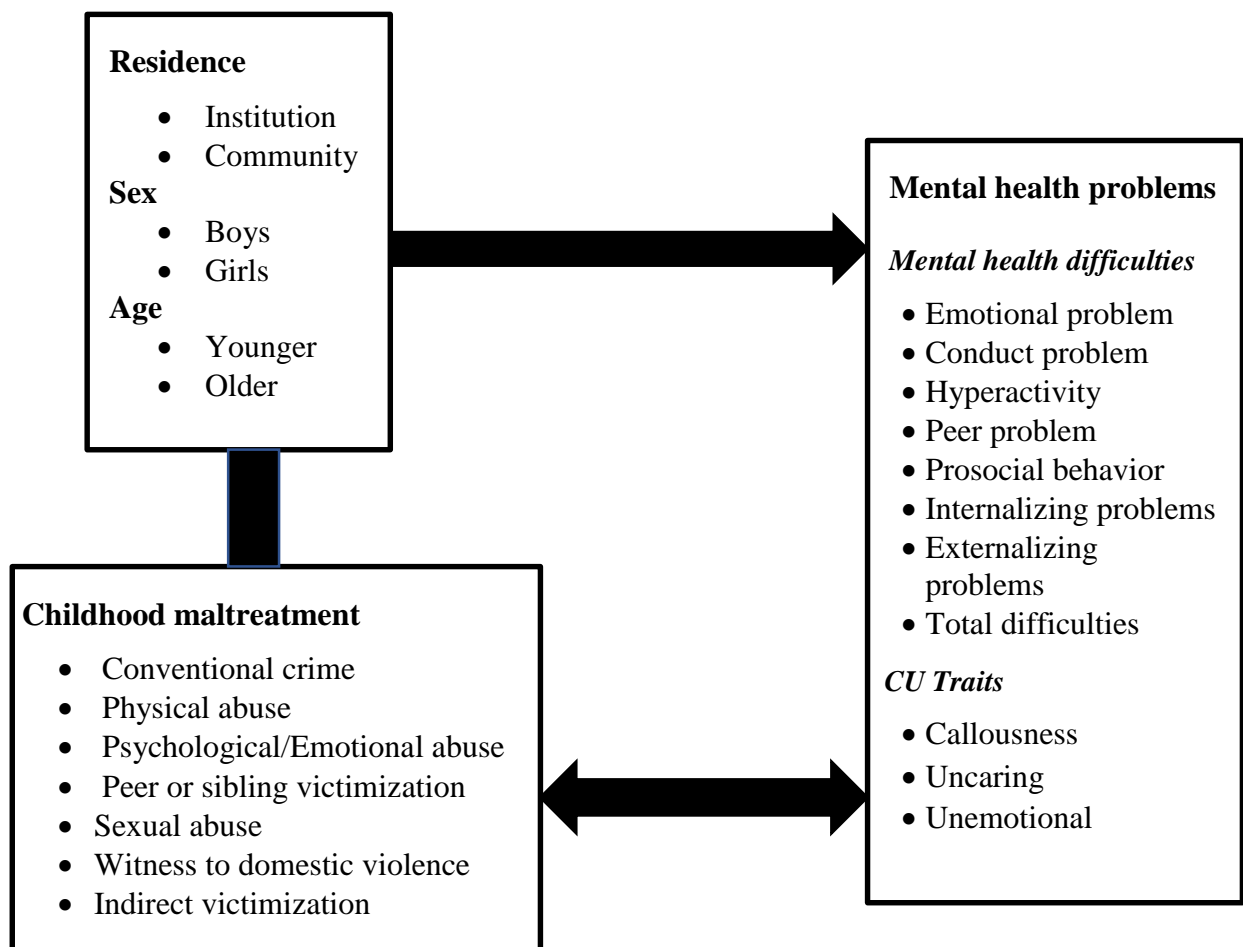 Residence
• Institution
• Community
Sex
• Boys
• Girls
Age
• Younger
• Older
Mental health problems
Mental health difficulties
• Emotional problem
• Conduct problem
• Hyperactivity
• Peer problem
• Prosocial behavior
• Internalizing problems
• Externalizing
problems
• Total difficulties
CU Traits
• Callousness
• Uncaring
• Unemotional
Childhood maltreatment
• Conventional crime
• Physical abuse
• Psychological/Emotional abuse
• Peer or sibling victimization
• Sexual abuse
• Witness to domestic violence
• Indirect victimization